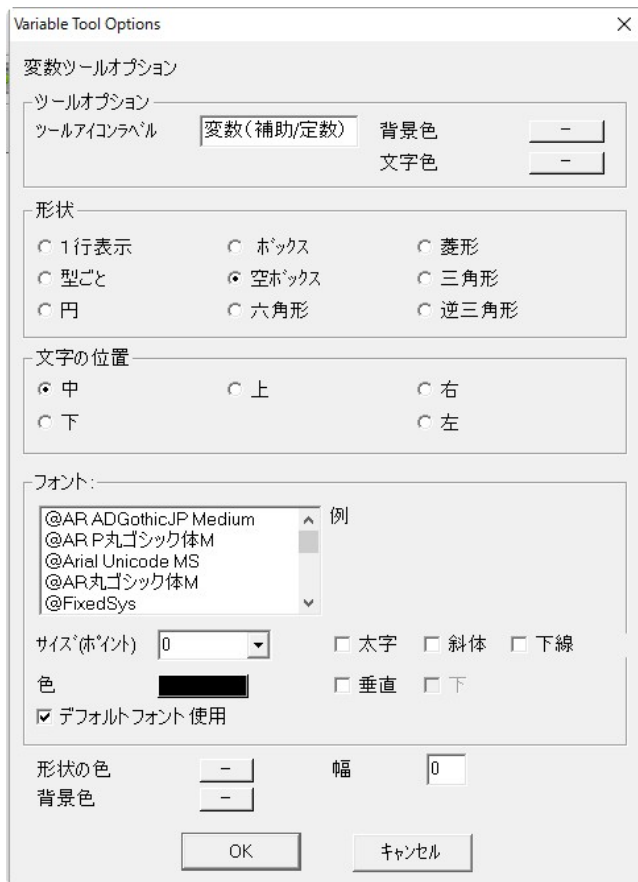 Variable Tool Options
変数ツールオプション
ツールオプション
ツールアイコンラベル 変数(補助/定数) 背景色 −
文字色 −
形状
1行表示 ボックス 菱形
型ごと 空ボックス 三角形
円 六角形 逆三角形
文字の位置
中 上 右
下 左
フォント:
@AR ADGothicJP Medium 例
@AR P丸ゴシック体M
@Arial Unicode MS
@AR丸ゴシック体M
@FixedSys
サイズ(ポイント) 0 太字 斜体 下線
色 垂直 下
デフォルトフォント使用
形状の色 − 幅 0
背景色 −
OK キャンセル